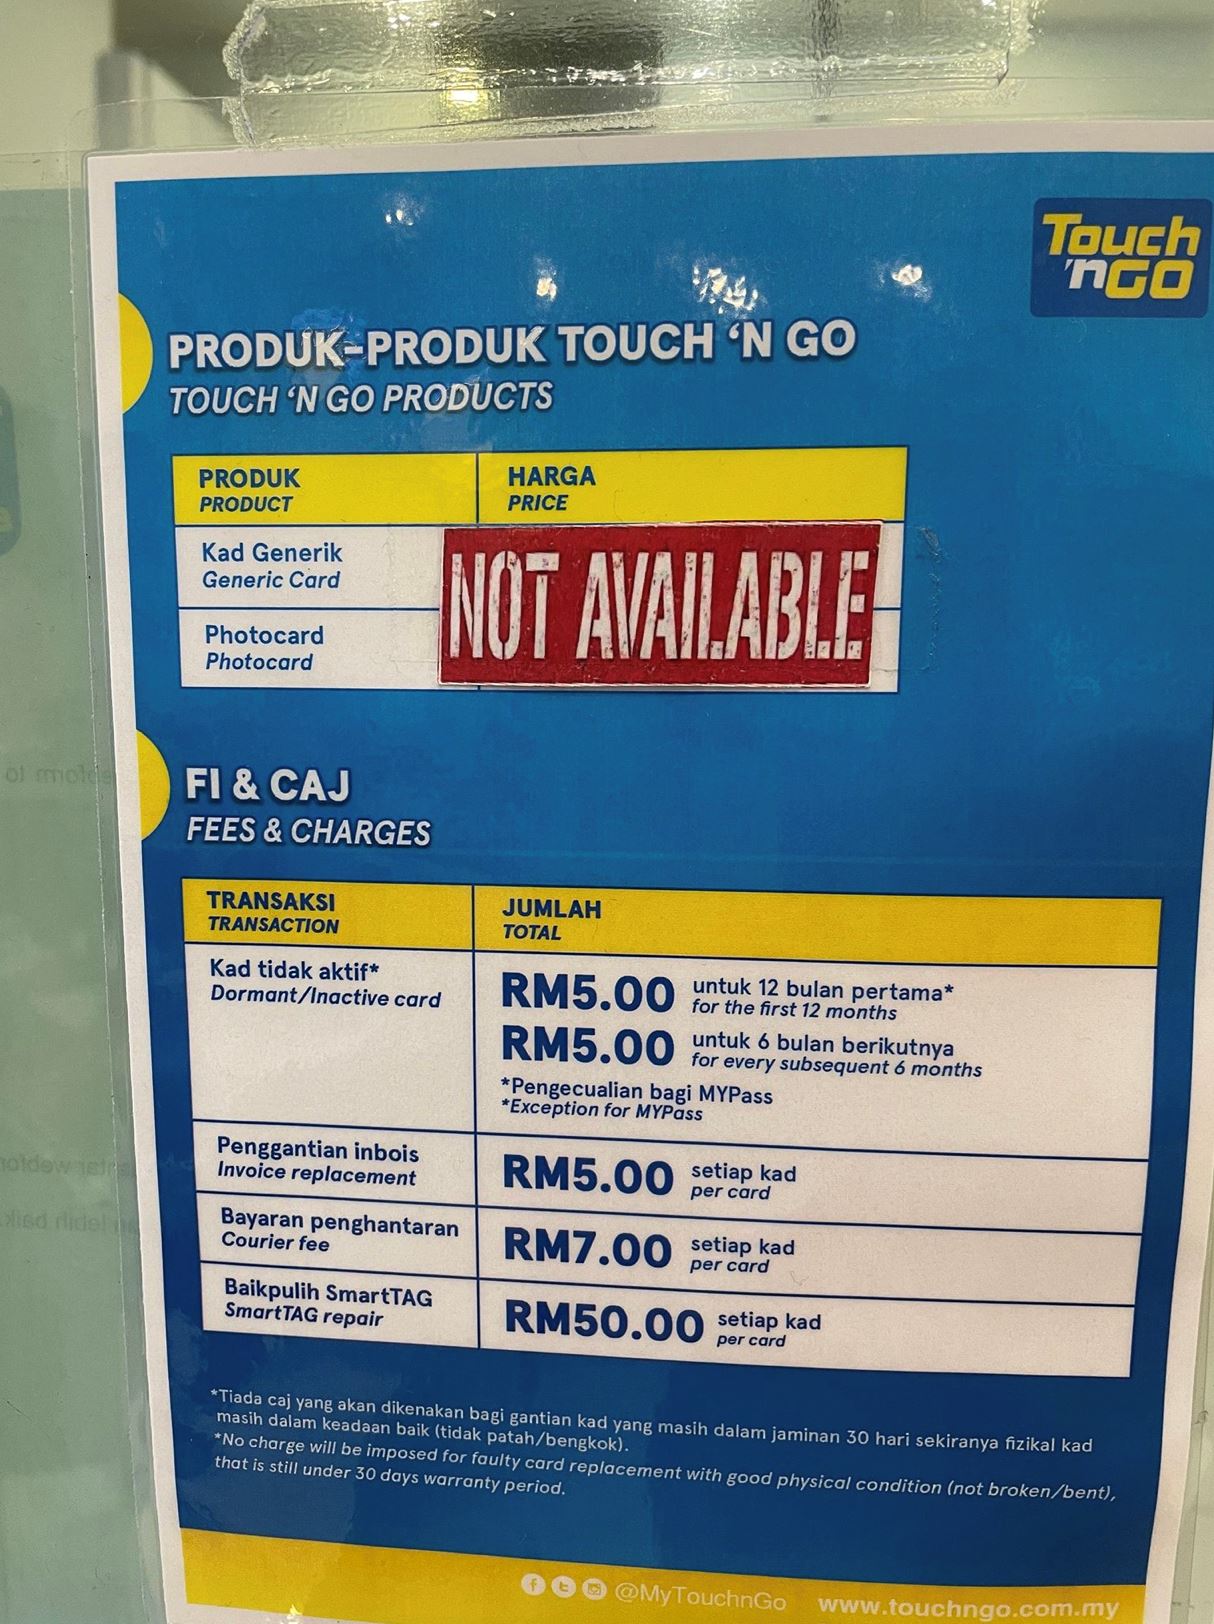 Touch
'nGO
PRODUK-PRODUK TOUCH 'N GO
TOUCH 'N GO PRODUCTS
PRODUK
PRODUCT
HARGA
PRICE
Kad Generik
Generic Card
NOT AVAILABLE
Photocard
Photocard
FI & CAJ
FEES & CHARGES
TRANSAKSI
TRANSACTION
JUMLAH
TOTAL
Kad tidak aktif*
Dormant/Inactive card
RM5.00 untuk 12 bulan pertama*
for the first 12 months
RM5.00 untuk 6 bulan berikutnya
for every subsequent 6 months
*Pengecualian bagi MYPass
*Exception for MYPass
Penggantian inbois
Invoice replacement
RM5.00 setiap kad
per card
Bayaran penghantaran
Courier fee
RM7.00 setiap kad
per card
Baikpulih SmartTAG
SmartTAG repair
RM50.00 setiap kad
per card
*Tiada caj yang akan dikenakan bagi gantian kad yang masih dalam jaminan 30 hari sekiranya fizikal kad
masih dalam keadaan baik (tidak patah/bengkok).
*No charge will be imposed for faulty card replacement with good physical condition (not broken/bent),
that is still under 30 days warranty period.
@MyTouchnGo www.touchngo.com.my